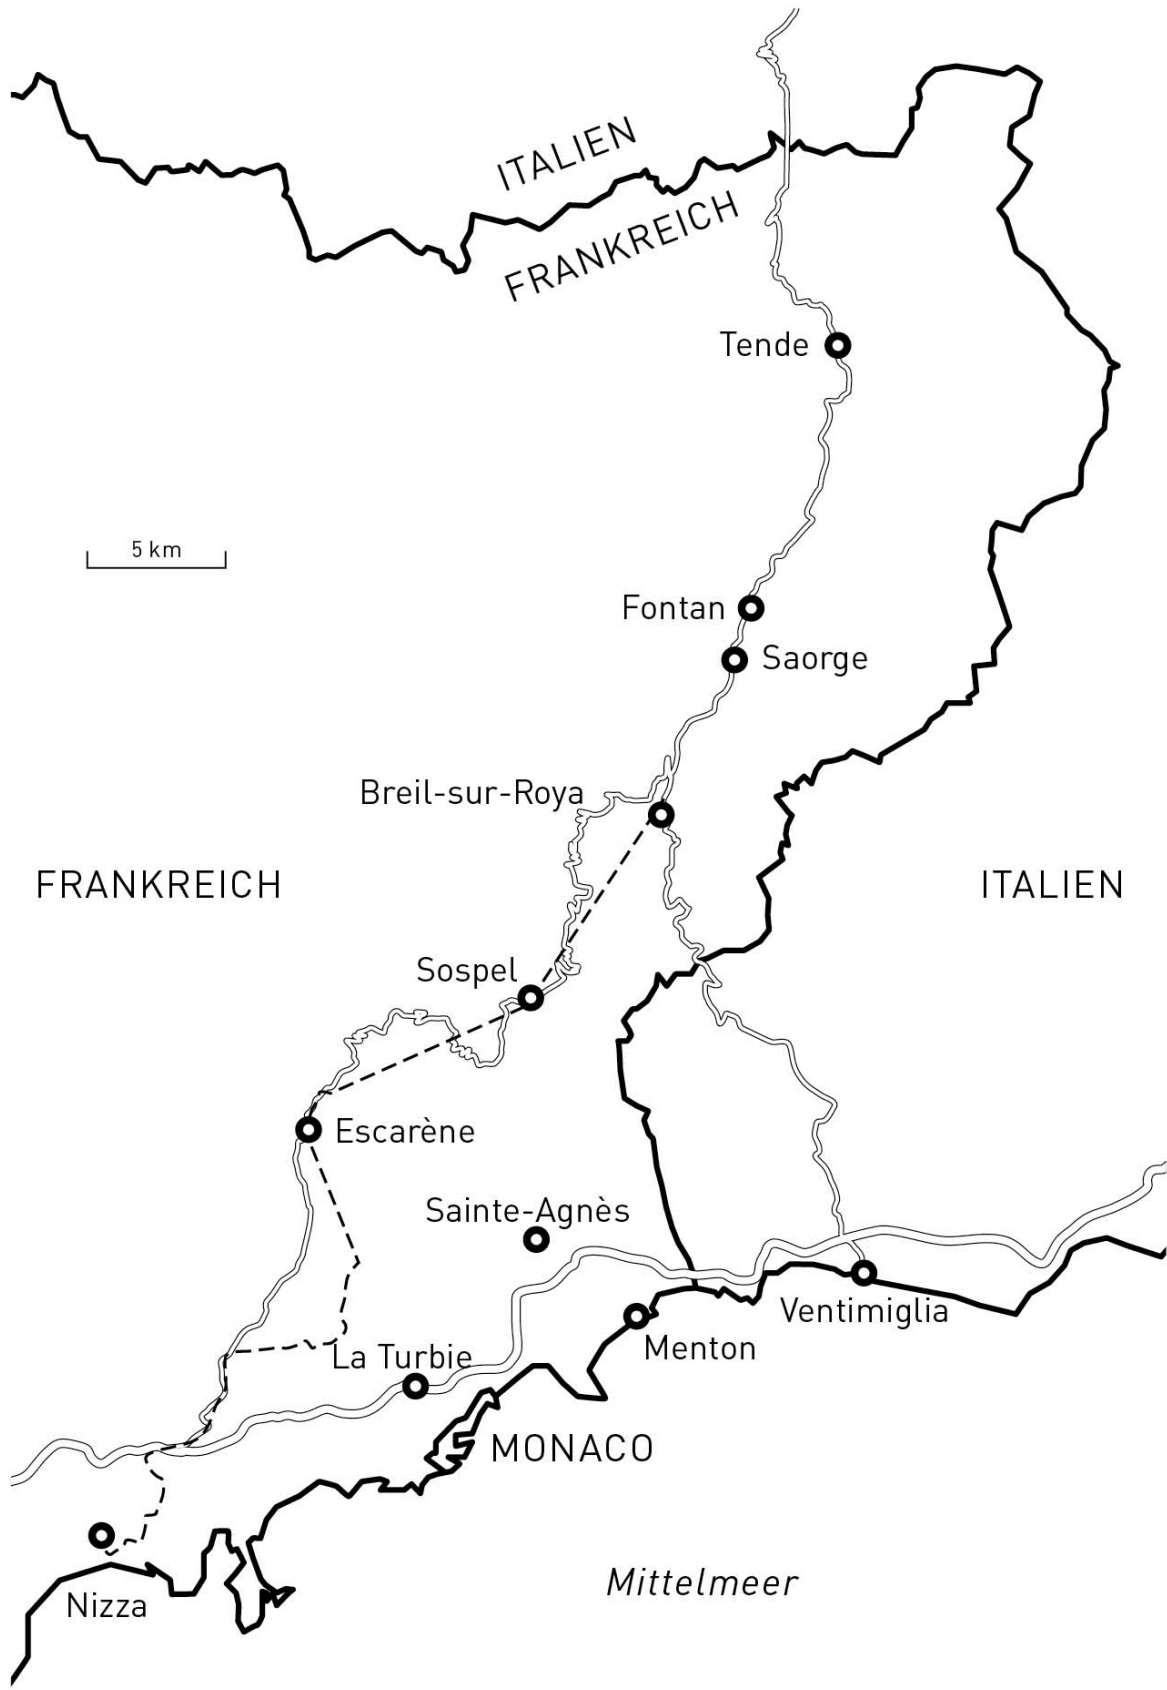 ITALIEN
FRANKREICH
Tende
5 km
Fontan
Saorge
Breil-sur-Roya
FRANKREICH
ITALIEN
Sospel
Escarène
Sainte-Agnès
Ventimiglia
La Turbie
Menton
MONACO
Mittelmeer
Nizza